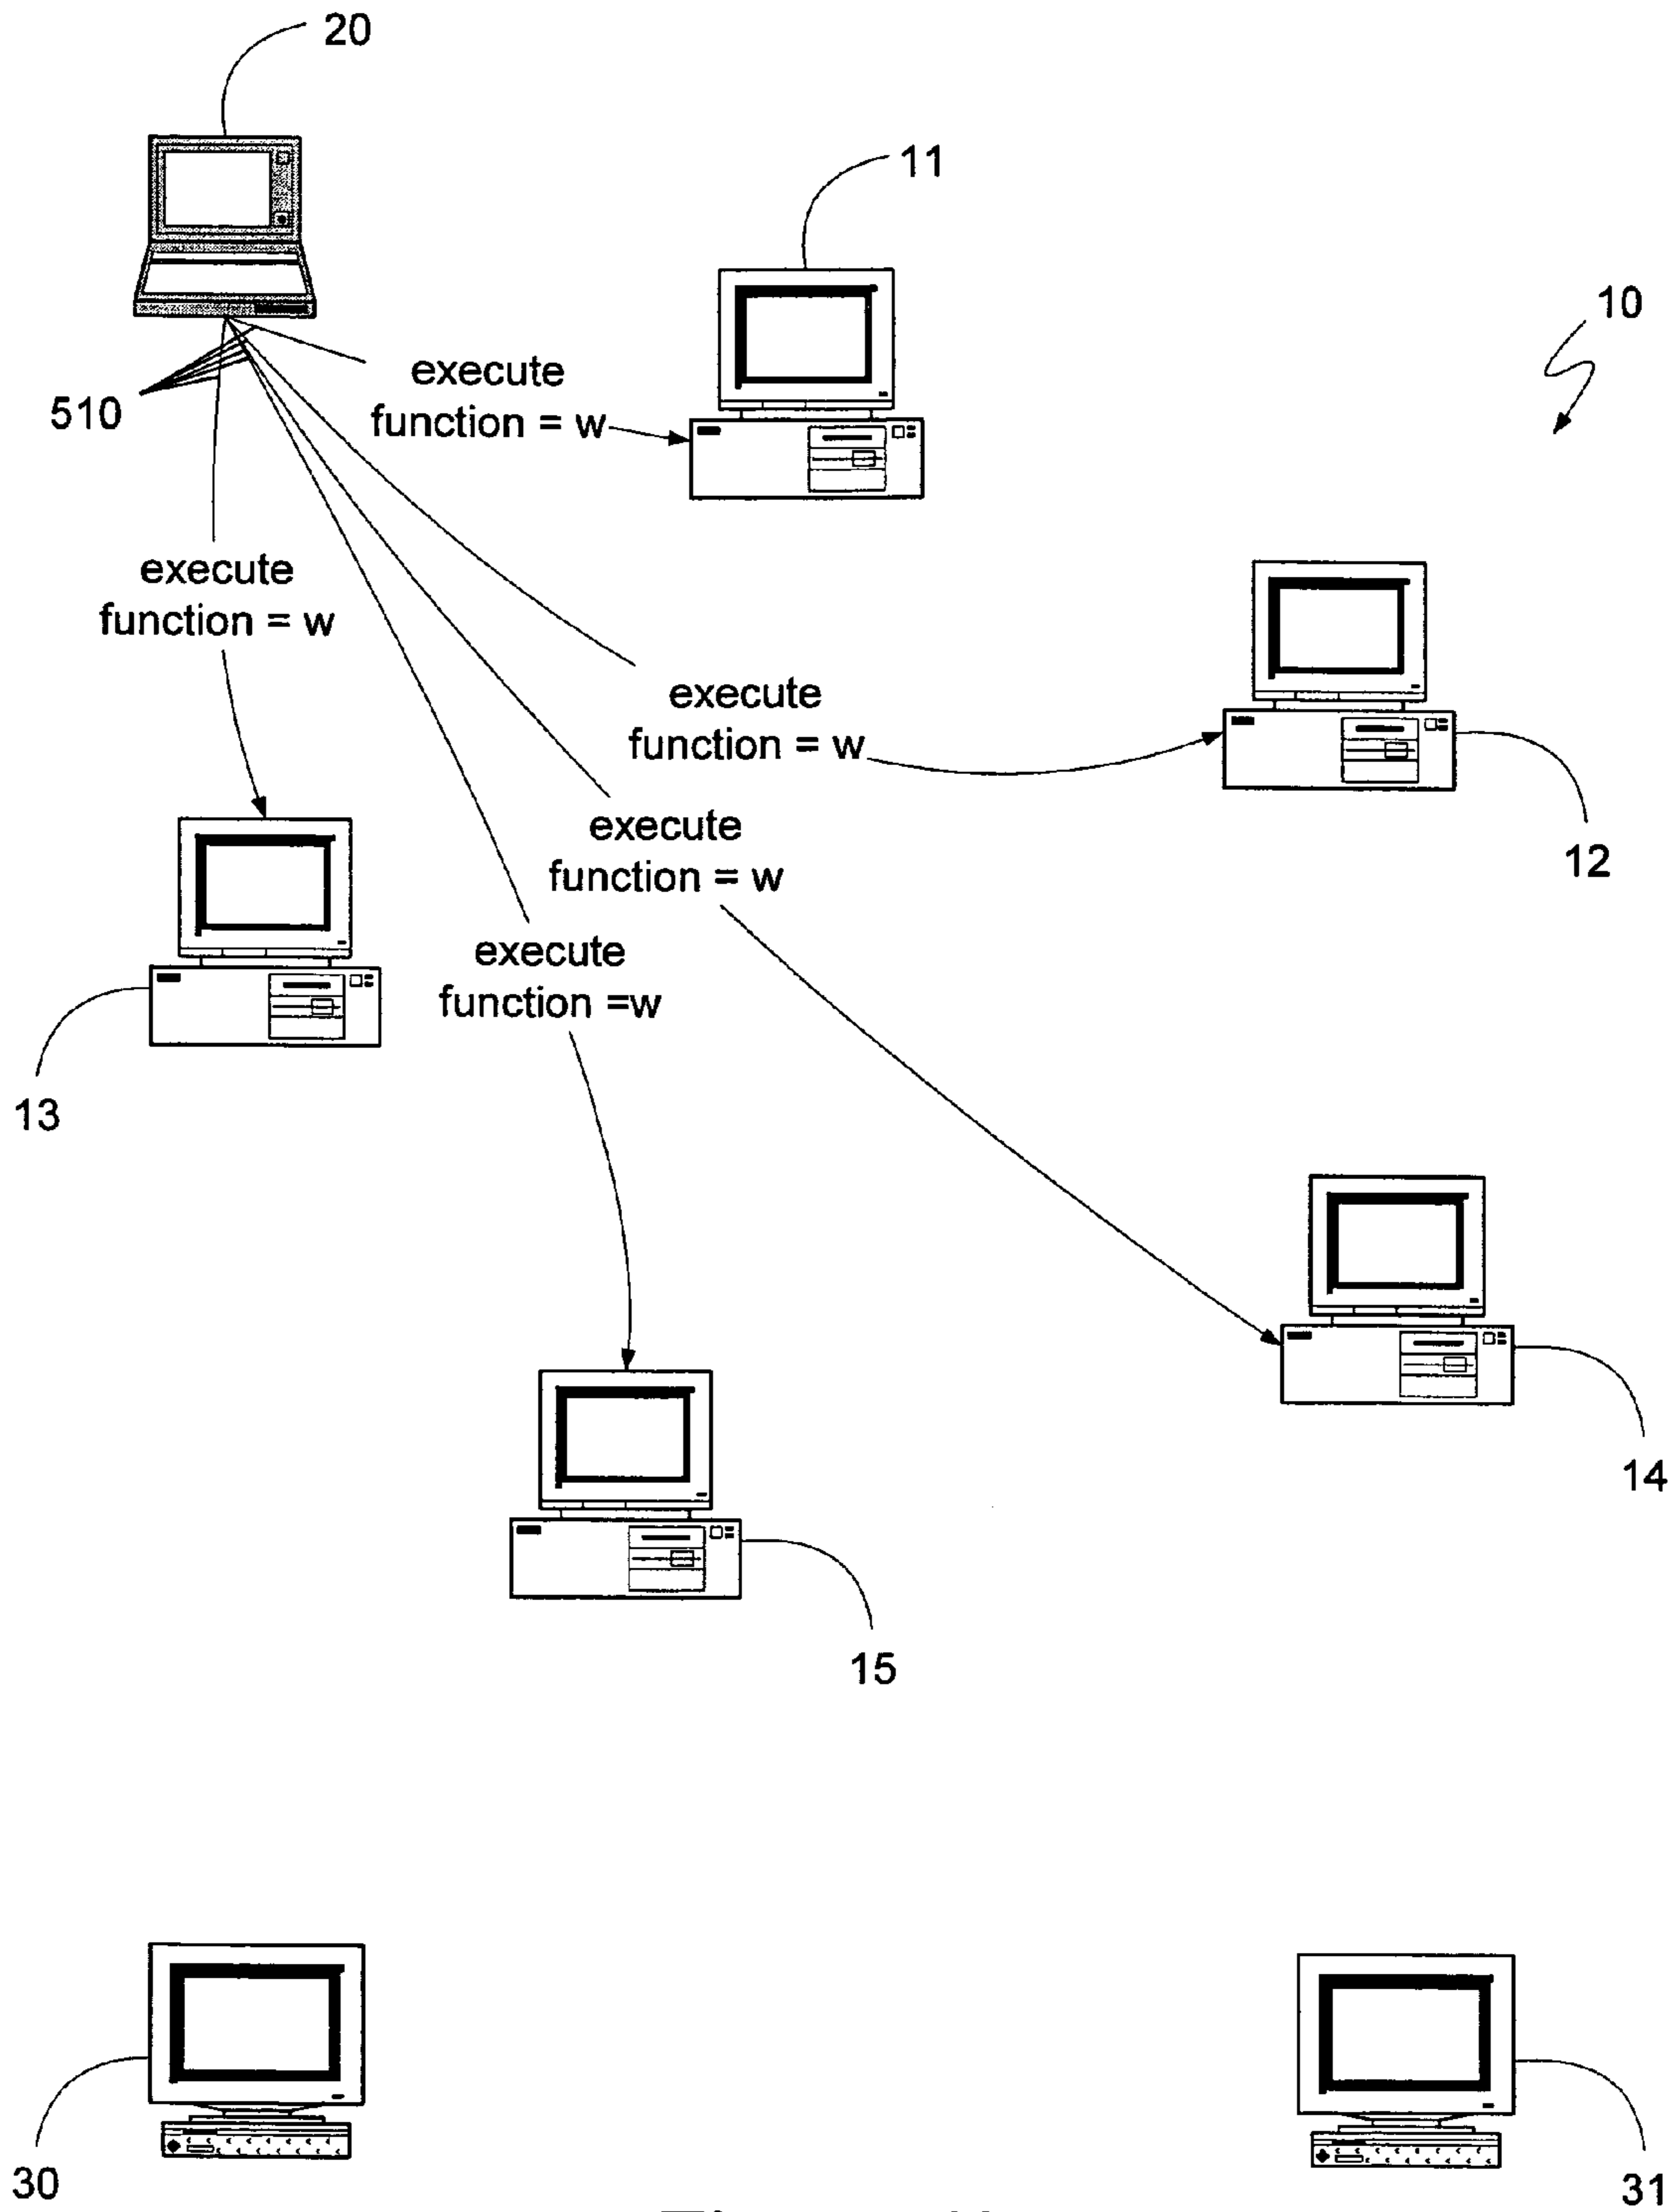 20
11
10
510
execute
function = w
execute
function = w
execute
function = w
12
execute
function = w
execute
function =w
13
14
15
30
31